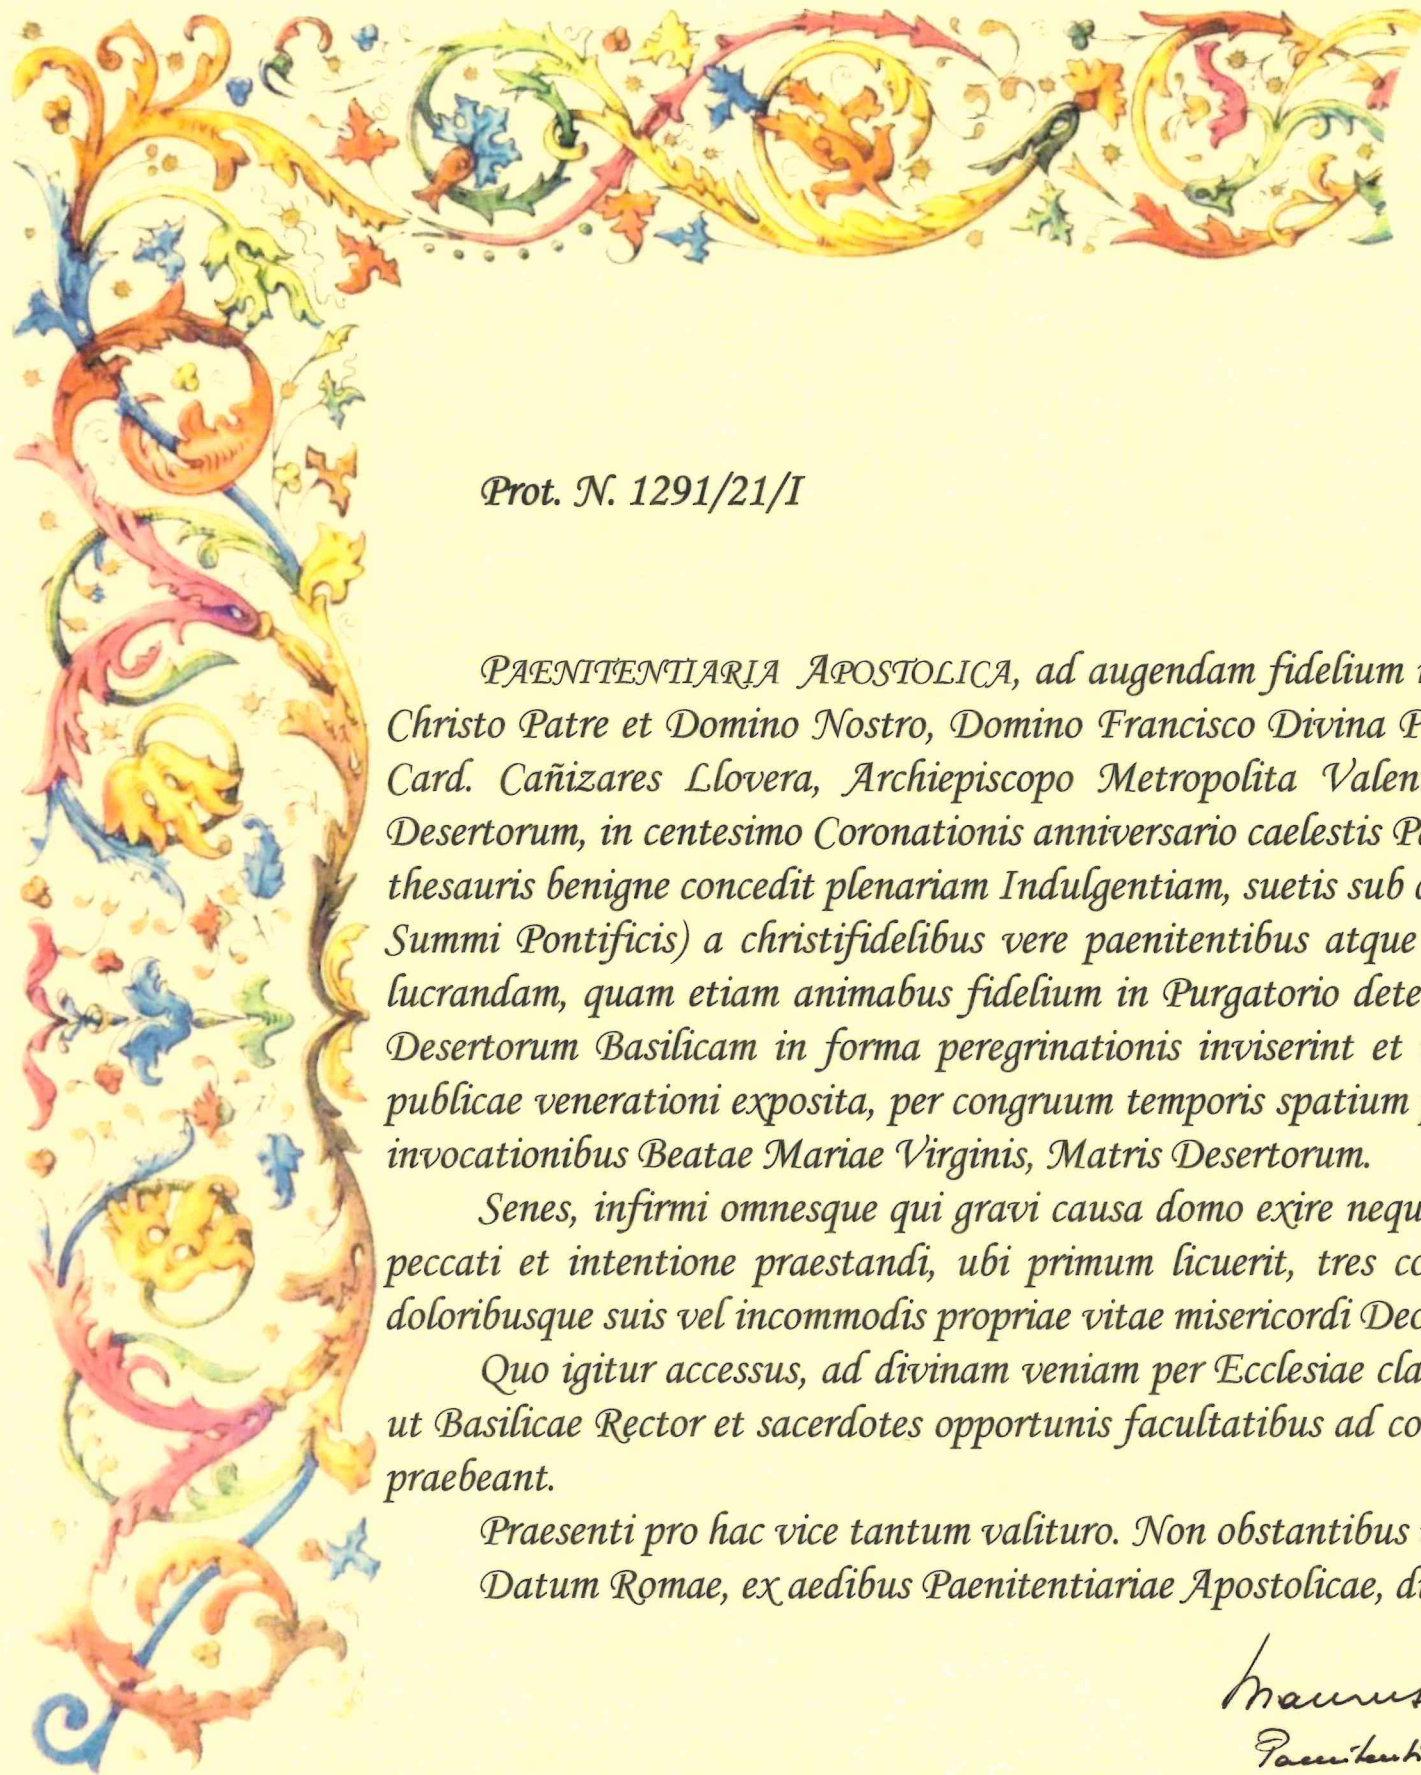 Prot. N. 1291/21/I
PAENITENTIARIA APOSTOLICA, ad augendam fidelium
Christo Patre et Domino Nostro, Domino Francisco Divina
Card. Cañizares Llovera, Archiepiscopo Metropolita Valen
Desertorum, in centesimo Coronationis anniversario caelestis
thesauris benigne concedit plenariam Indulgentiam, suetis sub
Summi Pontificis) a christifidelibus vere paenitentibus atque
lucrandam, quam etiam animabus fidelium in Purgatorio dete
Desertorum Basilicam in forma peregrinationis inviserint et
publicae venerationi exposita, per congruum temporis spatium
invocationibus Beatae Mariae Virginis, Matris Desertorum.
Senes, infirmi omnesque qui gravi causa domo exire nequ
peccati et intentione praestandi, ubi primum licuerit, tres co
doloribusque suis vel incommodis propriae vitae misericordi Deo
Quo igitur accessus, ad divinam veniam per Ecclesiae cla
ut Basilicae Rector et sacerdotes opportunis facultatibus ad co
praebeant.
Praesenti pro hac vice tantum valituro. Non obstantibus
Datum Romae, ex aedibus Paenitentiariae Apostolicae, di
Maurus
Paenitenti